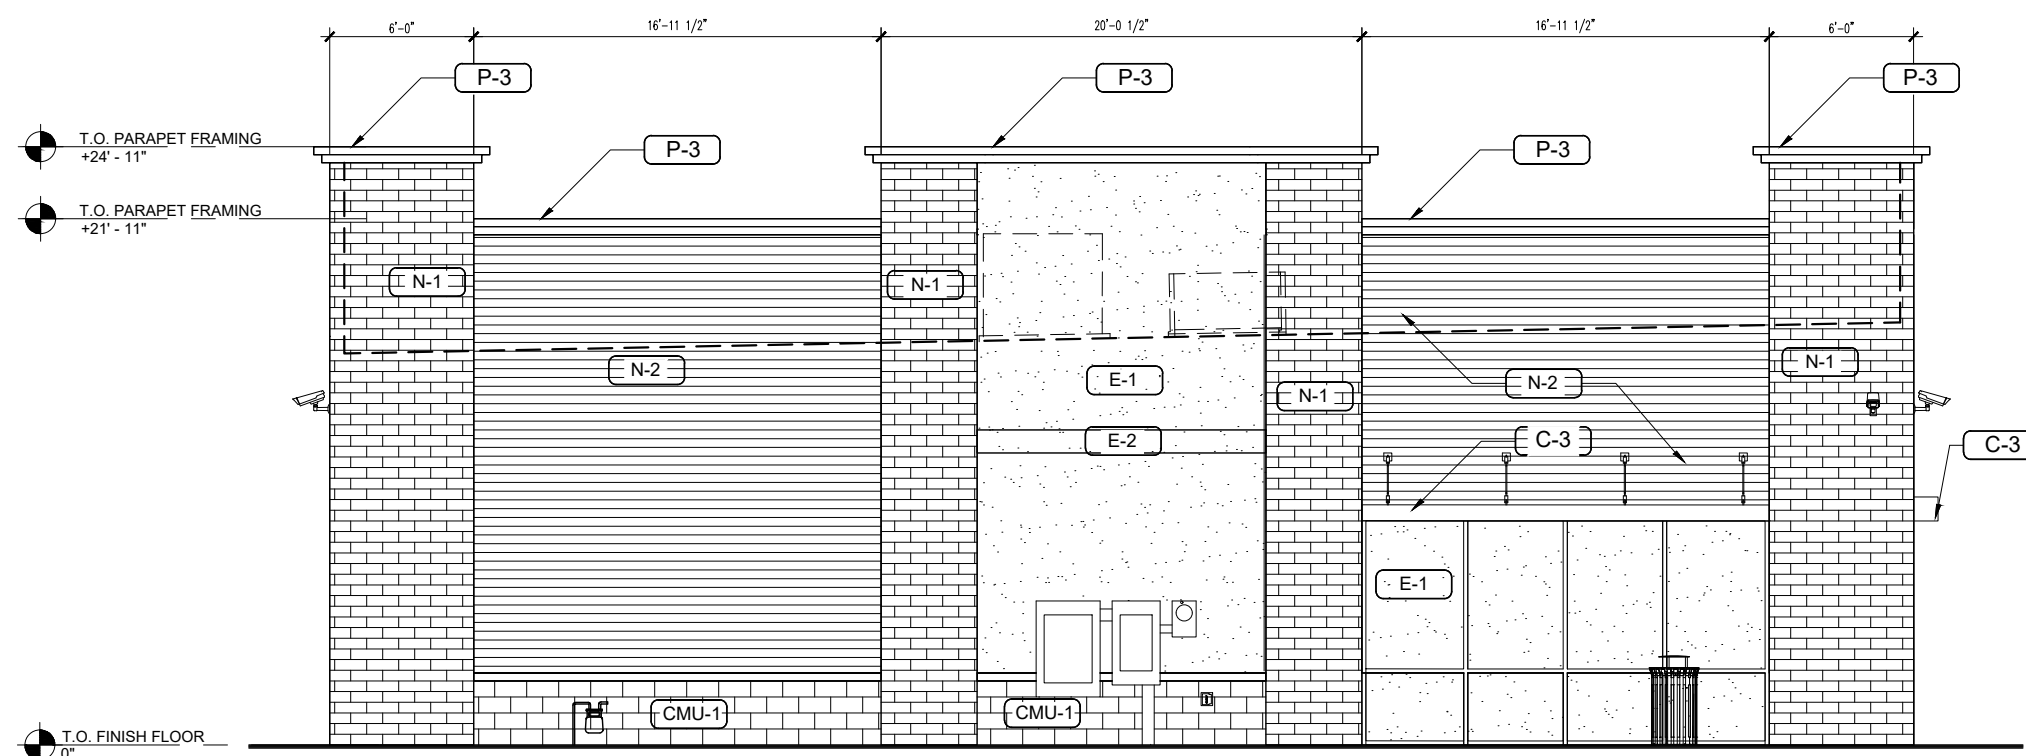 6'-0"
16'-11 1/2"
20'-0 1/2"
16'-11 1/2"
6'-0"
P-3
P-3
P-3
T.O. PARAPET FRAMING
+24' - 11"
P-3
P-3
T.O. PARAPET FRAMING
+21' - 11"
N-1
N-1
N-2
E-1
N-1
N-2
N-1
E-2
C-3
C-3
E-1
CMU-1
CMU-1
T.O. FINISH FLOOR
0"